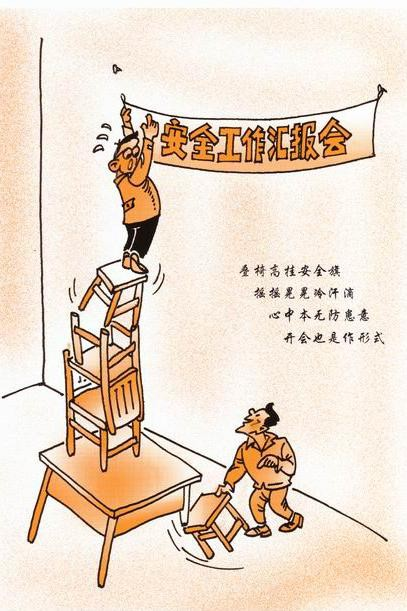 安全工作汇报会
叠椅高挂安全旗
摇摇晃晃冷汗滴
心中本无防患意
开会也是作形式